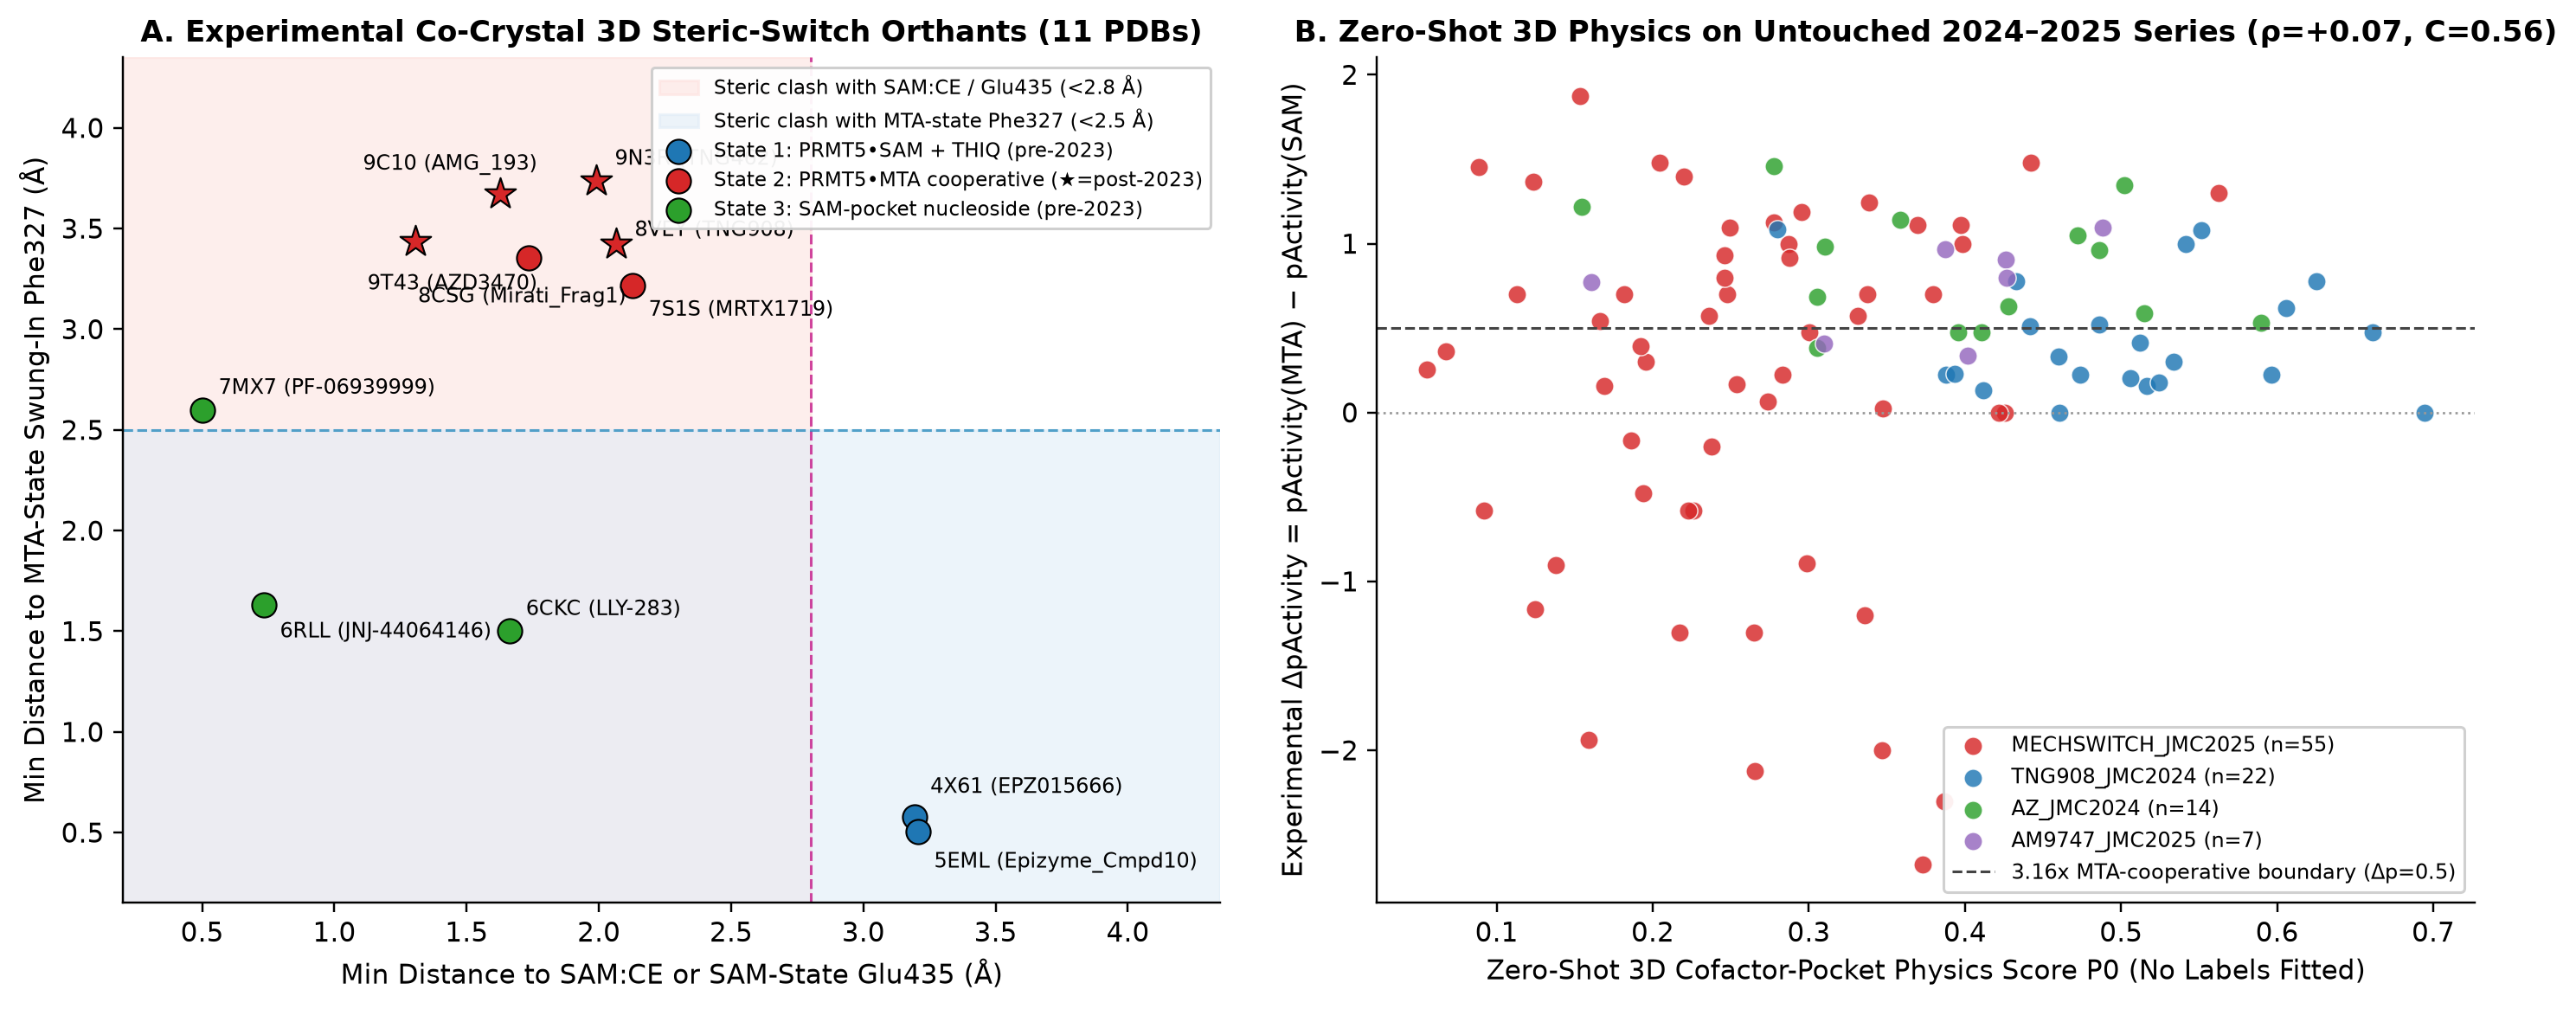 A. Experimental Co-Crystal 3D Steric-Switch Orthants (11 PDBs)
Min Distance to MTA-State Swung-In Phe327 (Å)
4.0
3.5
3.0
2.5
2.0
1.5
1.0
0.5
Steric clash with SAM:CE / Glu435 (<2.8 Å)
Steric clash with MTA-state Phe327 (<2.5 Å)
State 1: PRMT5•SAM + THIQ (pre-2023)
State 2: PRMT5•MTA cooperative (★=post-2023)
State 3: SAM-pocket nucleoside (pre-2023)
9C10 (AMG_193)
(TNG908)
9T43 (AZD3470)
8CSG (Mirati_Frag1)
7S1S (MRTX1719)
7MX7 (PF-06939999)
6CKC (LLY-283)
6RLL (JNJ-44064146)
4X61 (EPZ015666)
5EML (Epizyme_Cmpd10)
0.5 1.0 1.5 2.0 2.5 3.0 3.5 4.0
Min Distance to SAM:CE or SAM-State Glu435 (Å)
B. Zero-Shot 3D Physics on Untouched 2024–2025 Series (ρ=+0.07, C=0.56)
Experimental ΔpActivity = pActivity(MTA) − pActivity(SAM)
2
1
0
−1
−2
MECHSWITCH_JMC2025 (n=55)
TNG908_JMC2024 (n=22)
AZ_JMC2024 (n=14)
AM9747_JMC2025 (n=7)
3.16x MTA-cooperative boundary (Δp=0.5)
0.1 0.2 0.3 0.4 0.5 0.6 0.7
Zero-Shot 3D Cofactor-Pocket Physics Score P0 (No Labels Fitted)